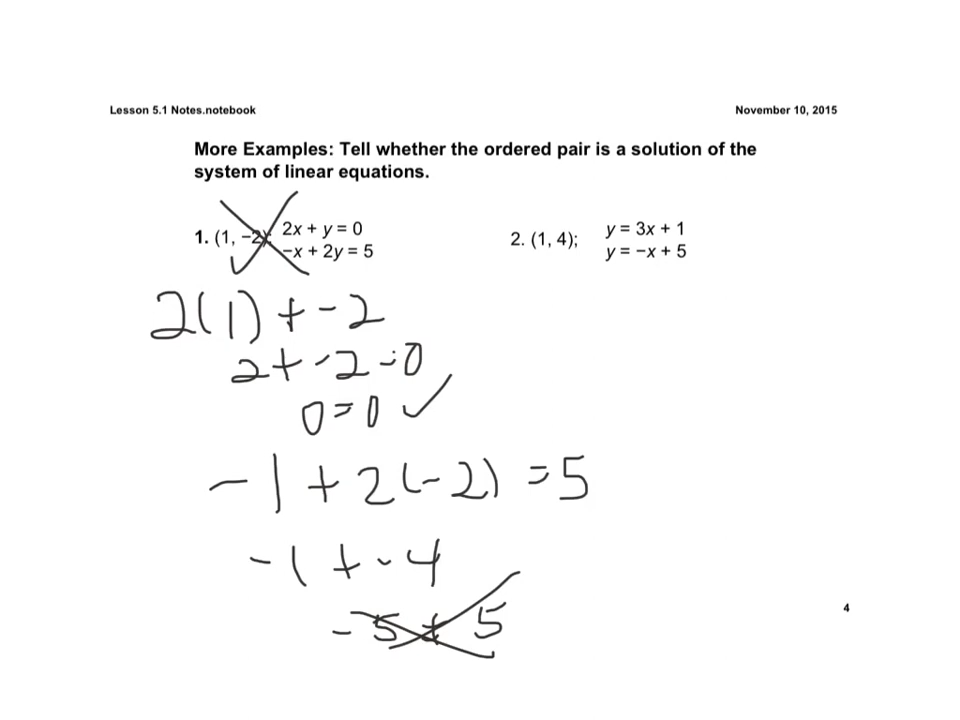 Lesson 5.1 Notes.notebook November 10, 2015
More Examples: Tell whether the ordered pair is a solution of the
system of linear equations.
1. (1, −2); 2x + y = 0
−x + 2y = 5
2. (1, 4); y = 3x + 1
y = −x + 5
2(1) + -2
2 + -2 = 0
0 = 0 ✓
-1 + 2(-2) = 5
-1 + -4
-5 ≠ 5
4